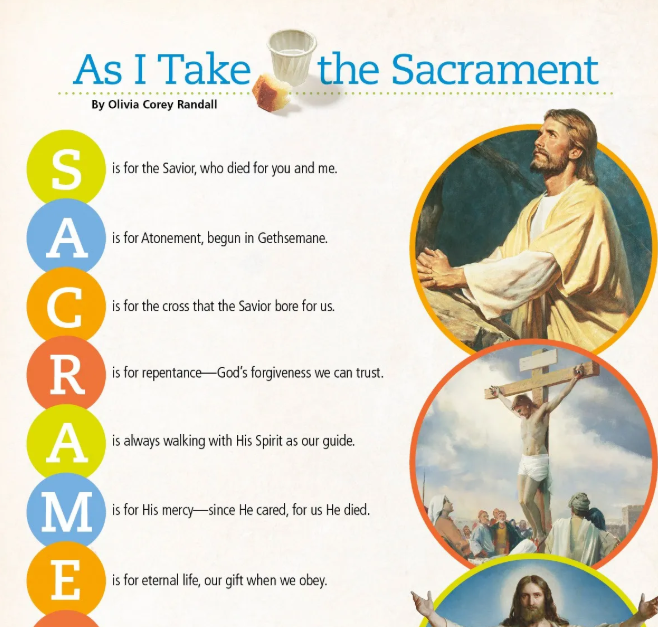 As I Take the Sacrament
By Olivia Corey Randall
S is for the Savior, who died for you and me.
A is for Atonement, begun in Gethsemane.
C is for the cross that the Savior bore for us.
R is for repentance—God's forgiveness we can trust.
A is always walking with His Spirit as our guide.
M is for His mercy—since He cared, for us He died.
E is for eternal life, our gift when we obey.